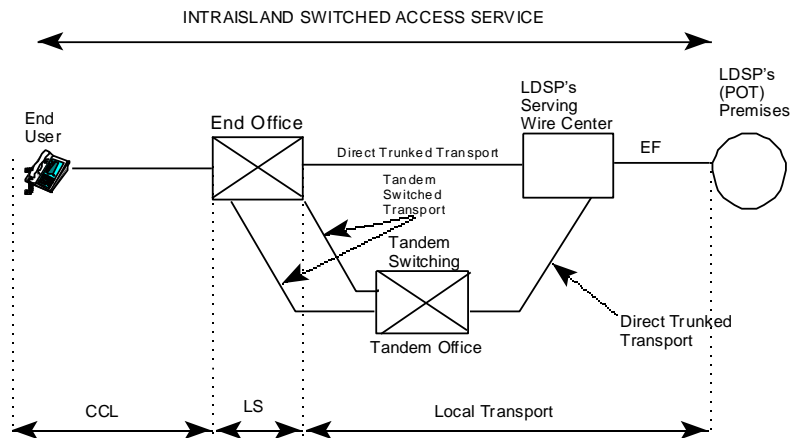 INTRAISLAND SWITCHED ACCESS SERVICE
LDSP's
(POT)
Premises
LDSP's
Serving
Wire Center
End
User
End Office
Direct Trunked Transport
EF
Tandem
Switched
Transport
Tandem
Switching
Direct Trunked
Transport
Tandem Office
CCL
LS
Local Transport